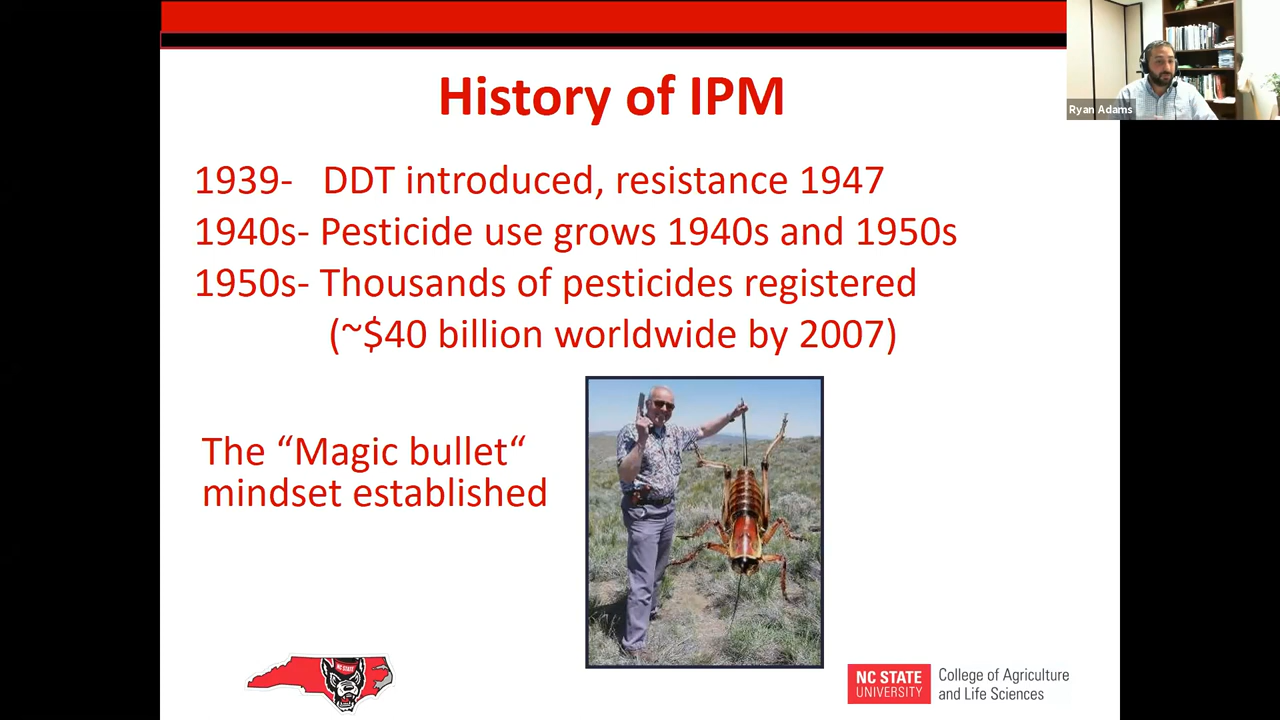 History of IPM
Ryan Adams
1939- DDT introduced, resistance 1947
1940s- Pesticide use grows 1940s and 1950s
1950s- Thousands of pesticides registered
(~$40 billion worldwide by 2007)
The “Magic bullet“
mindset established
NC STATE
NC STATE
UNIVERSITY
College of Agriculture
and Life Sciences